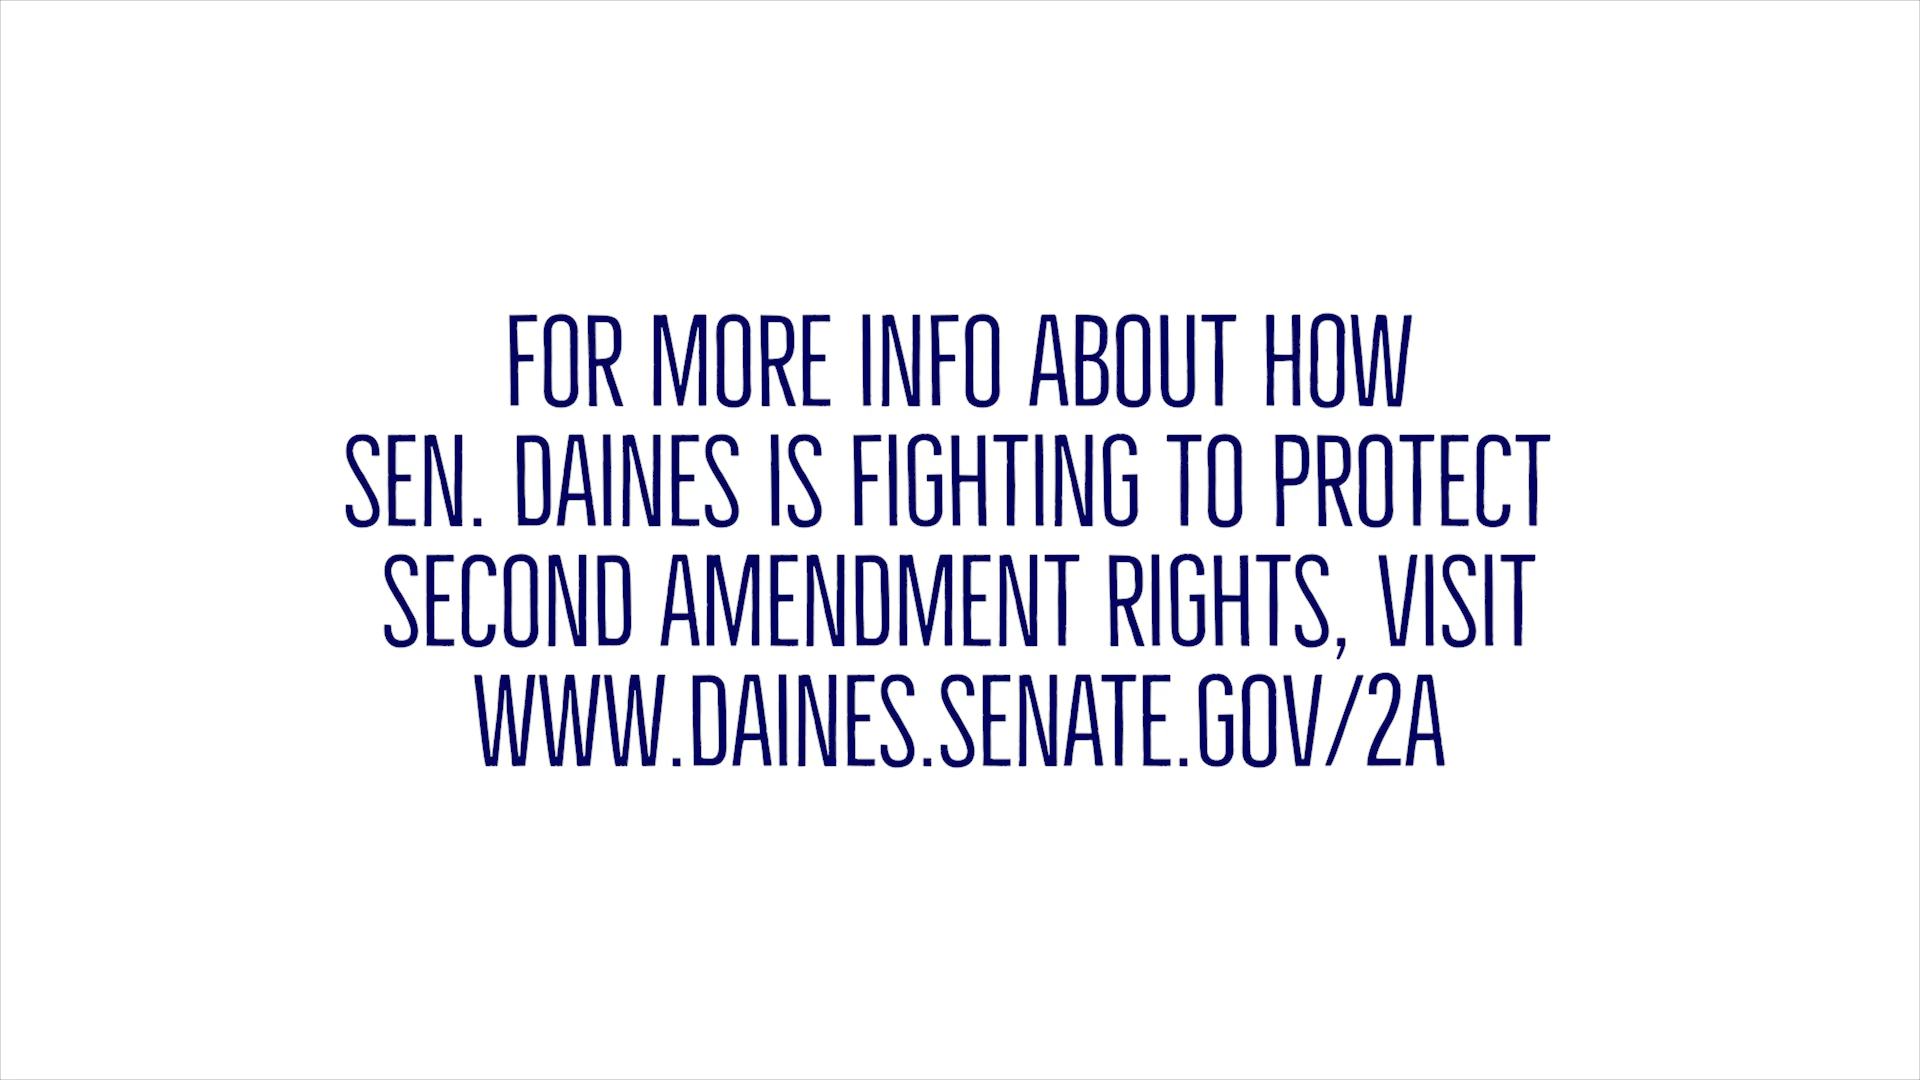 FOR MORE INFO ABOUT HOW
SEN. DAINES IS FIGHTING TO PROTECT
SECOND AMENDMENT RIGHTS, VISIT
WWW.DAINES.SENATE.GOV/2A